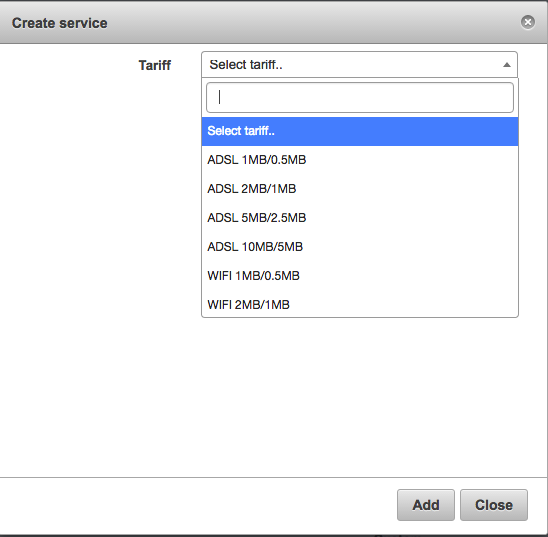 Create service
Tariff
Select tariff..
Select tariff..
ADSL 1MB/0.5MB
ADSL 2MB/1MB
ADSL 5MB/2.5MB
ADSL 10MB/5MB
WIFI 1MB/0.5MB
WIFI 2MB/1MB
Add Close